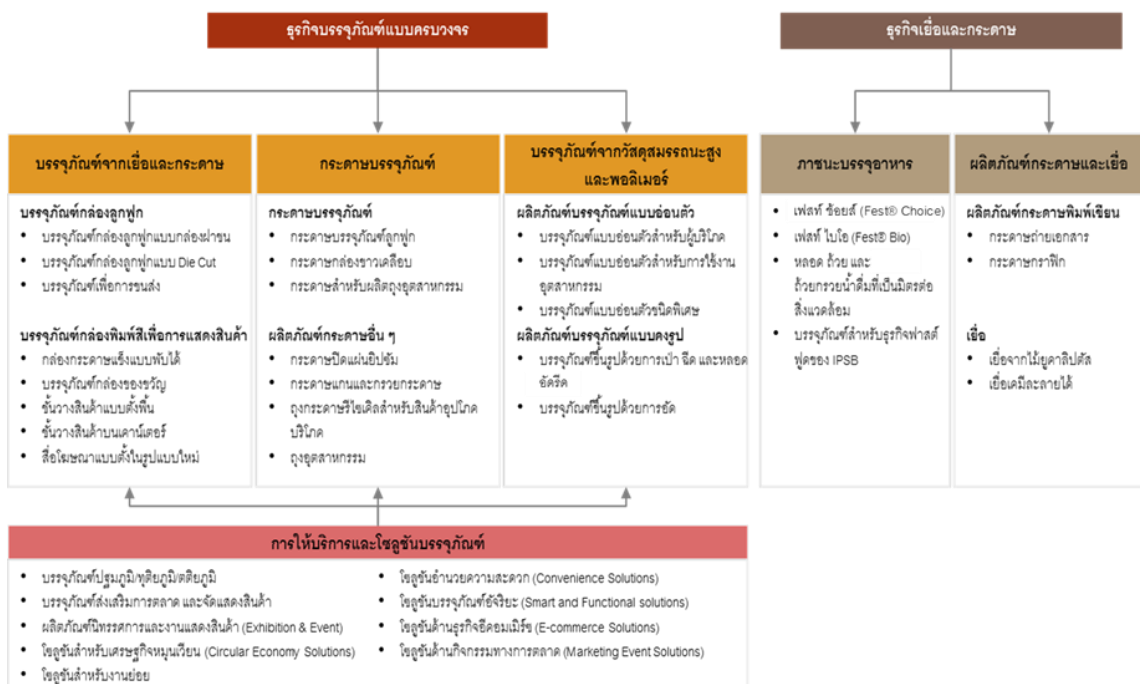 ธุรกิจบรรจุภัณฑ์แบบครบวงจร
ธุรกิจเยื่อและกระดาษ
บรรจุภัณฑ์จากเยื่อและกระดาษ
บรรจุภัณฑ์กล่องลูกฟูก
• บรรจุภัณฑ์กล่องลูกฟูกแบบกล่องฝาชน
• บรรจุภัณฑ์กล่องลูกฟูกแบบ Die Cut
• บรรจุภัณฑ์เพื่อการขนส่ง
บรรจุภัณฑ์กล่องพิมพ์สีเพื่อการแสดงสินค้า
• กล่องกระดาษแข็งแบบพับได้
• บรรจุภัณฑ์กล่องของขวัญ
• ชั้นวางสินค้าแบบตั้งพื้น
• ชั้นวางสินค้าบนเคาน์เตอร์
• สื่อโฆษณาแบบตั้งในรูปแบบใหม่
กระดาษบรรจุภัณฑ์
กระดาษบรรจุภัณฑ์
• กระดาษบรรจุภัณฑ์ลูกฟูก
• กระดาษกล่องขาวเคลือบ
• กระดาษสำหรับผลิตถุงอุตสาหกรรม
ผลิตภัณฑ์กระดาษอื่น ๆ
• กระดาษปิดแผ่นยิปซัม
• กระดาษแกนและกรวยกระดาษ
• ถุงกระดาษรีไซเคิลสำหรับสินค้าอุปโภค
บริโภค
• ถุงอุตสาหกรรม
บรรจุภัณฑ์จากวัสดุสมรรถนะสูง
และพอลิเมอร์
ผลิตภัณฑ์บรรจุภัณฑ์แบบอ่อนตัว
• บรรจุภัณฑ์แบบอ่อนตัวสำหรับผู้บริโภค
• บรรจุภัณฑ์แบบอ่อนตัวสำหรับการใช้งาน
อุตสาหกรรม
• บรรจุภัณฑ์แบบอ่อนตัวชนิดพิเศษ
ผลิตภัณฑ์บรรจุภัณฑ์แบบคงรูป
• บรรจุภัณฑ์ขึ้นรูปด้วยการเป่า ฉีด และหลอด
อัดรีด
• บรรจุภัณฑ์ขึ้นรูปด้วยการอัด
ภาชนะบรรจุอาหาร
• เฟสท์ ช้อยส์ (Fest® Choice)
• เฟสท์ ไบโอ (Fest® Bio)
• หลอด ถ้วย และ
ถ้วยกรวยน้ำดื่มที่เป็นมิตรต่อ
สิ่งแวดล้อม
• บรรจุภัณฑ์สำหรับธุรกิจฟาสต์
ฟูดของ IPSB
ผลิตภัณฑ์กระดาษและเยื่อ
ผลิตภัณฑ์กระดาษพิมพ์เขียน
• กระดาษถ่ายเอกสาร
• กระดาษกราฟิก
เยื่อ
• เยื่อจากไม้ยูคาลิปตัส
• เยื่อเคมีละลายได้
การให้บริการและโซลูชันบรรจุภัณฑ์
• บรรจุภัณฑ์ปฐมภูมิ/ทุติยภูมิ/ตติยภูมิ
• บรรจุภัณฑ์ส่งเสริมการตลาด และจัดแสดงสินค้า
• ผลิตภัณฑ์นิทรรศการและงานแสดงสินค้า (Exhibition & Event)
• โซลูชันสำหรับเศรษฐกิจหมุนเวียน (Circular Economy Solutions)
• โซลูชันสำหรับงานย่อย
• โซลูชันอำนวยความสะดวก (Convenience Solutions)
• โซลูชันบรรจุภัณฑ์อัจริยะ (Smart and Functional solutions)
• โซลูชันด้านธุรกิจอีคอมเมิร์ซ (E-commerce Solutions)
• โซลูชันด้านกิจกรรมทางการตลาด (Marketing Event Solutions)